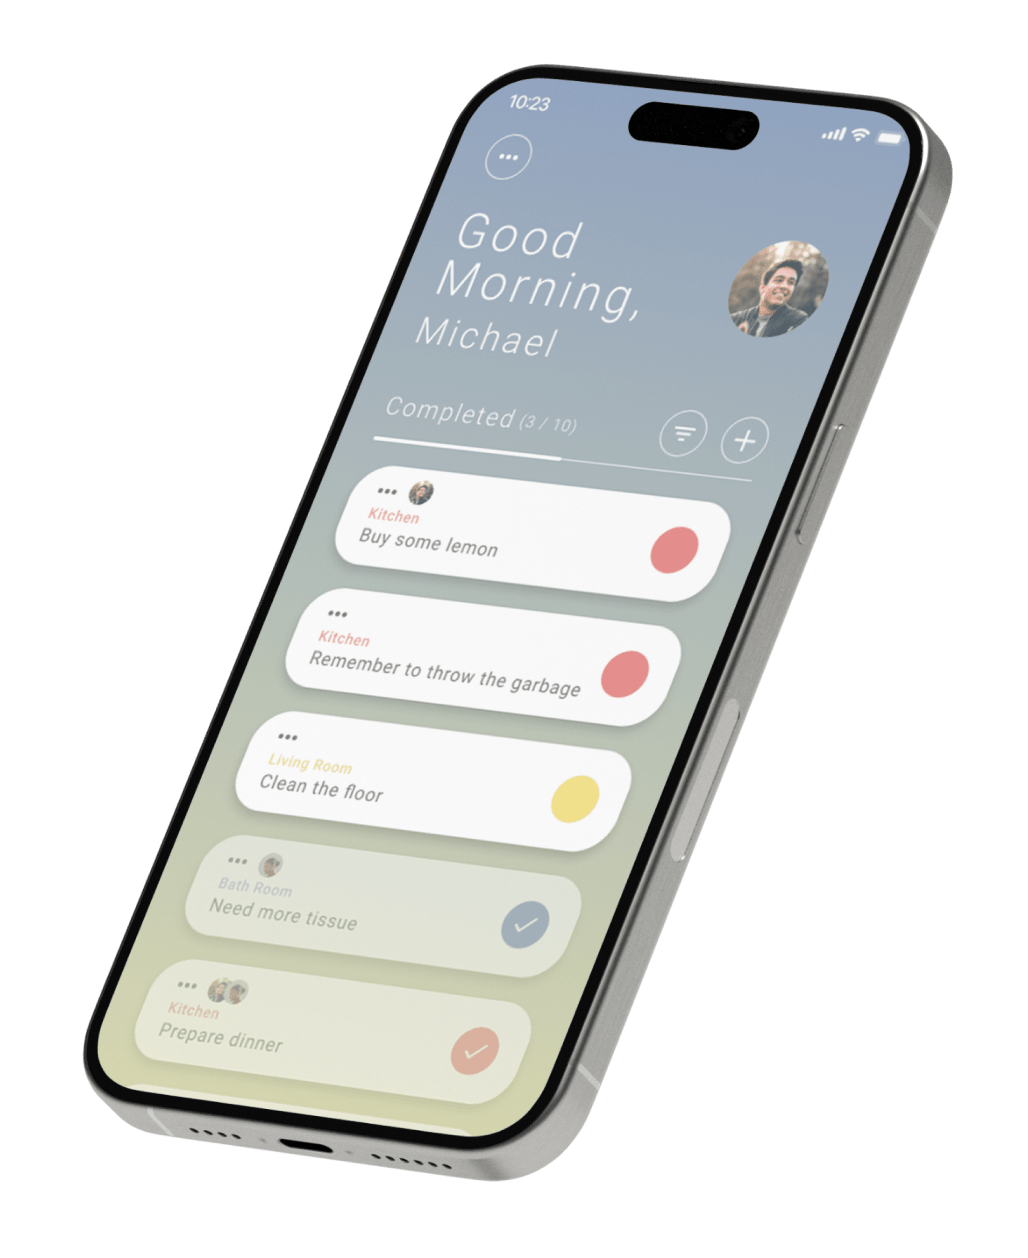 10:23
Good
Morning,
Michael
Completed (3 / 10)
Kitchen
Buy some lemon
Kitchen
Remember to throw the garbage
Living Room
Clean the floor
Bath Room
Need more tissue
Kitchen
Prepare dinner